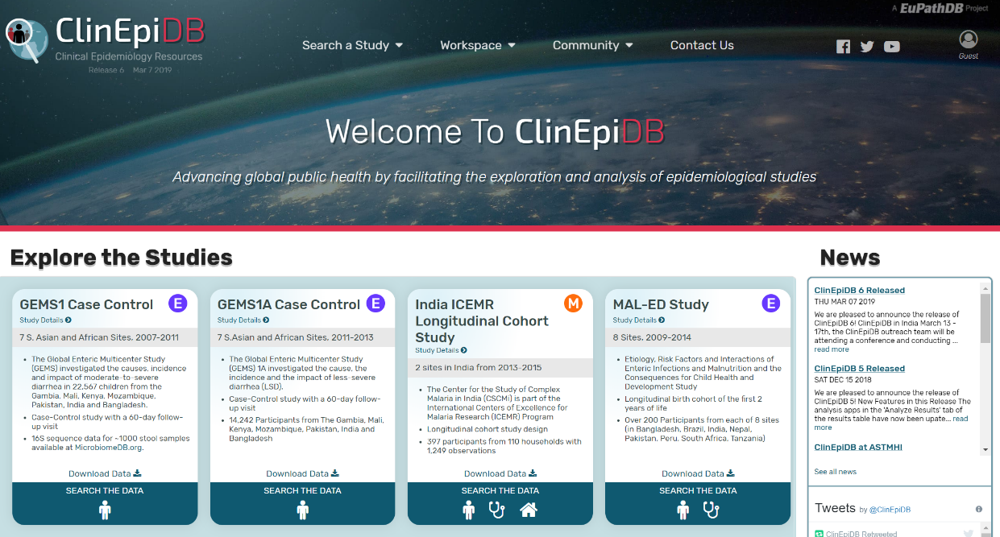 A EuPathDB Project
ClinEpiDB
Clinical Epidemiology Resources
Release 6 Mar 7 2019
Search a Study
Workspace
Community
Contact Us
Guest
Welcome To ClinEpiDB
Advancing global public health by facilitating the exploration and analysis of epidemiological studies
Explore the Studies
GEMS1 Case Control
E
Study Details
7 S. Asian and African Sites, 2007-2011
• The Global Enteric Multicenter Study
(GEMS) investigated the causes, incidence
and impact of moderate-to-severe
diarrhea in 22,567 children from the
Gambia, Mali, Kenya, Mozambique,
Pakistan, India and Bangladesh.
• Case-Control study with a 60-day follow-
up visit
• 16S sequence data for ~1000 stool samples
available at MicrobiomeDB.org.
Download Data
SEARCH THE DATA
GEMS1A Case Control
E
Study Details
7 S.Asian and African Sites, 2011-2013
• The Global Enteric Multicenter Study
(GEMS) 1A investigated the cause, the
incidence and the impact of less-severe
diarrhea (LSD).
• Case-Control study with a 60-day follow-
up visit
• 14,242 Participants from The Gambia, Mali,
Kenya, Mozambique, Pakistan, India and
Bangladesh
Download Data
SEARCH THE DATA
India ICEMR
Longitudinal Cohort
Study
M
Study Details
2 sites in India from 2013-2015
• The Center for the Study of Complex
Malaria in India (CSCMi) is part of the
International Centers of Excellence for
Malaria Research (ICEMR) Program
• Longitudinal cohort study design
• 397 participants from 110 households with
1,249 observations
Download Data
SEARCH THE DATA
MAL-ED Study
E
Study Details
8 Sites, 2009-2014
• Etiology, Risk Factors and Interactions of
Enteric Infections and Malnutrition and the
Consequences for Child Health and
Development Study
• Longitudinal birth cohort of the first 2
years of life
• Over 200 Participants from each of 8 sites
(in Bangladesh, Brazil, India, Nepal,
Pakistan, Peru, South Africa, Tanzania)
Download Data
SEARCH THE DATA
News
ClinEpiDB 6 Released
THU MAR 07 2019
We are pleased to announce the release of
ClinEpiDB 6! ClinEpiDB in India March 13 -
17th, the ClinEpiDB outreach team will be
attending a conference and conducting ...
read more
ClinEpiDB 5 Released
SAT DEC 15 2018
We are pleased to announce the release of
ClinEpiDB 5! New Features in this Release The
analysis apps in the 'Analyze Results' tab of
the results table have now been upate... read
more
ClinEpiDB at ASTMH!
See all news
Tweets by @ClinEpiDB
ClinEpiDB Retweeted